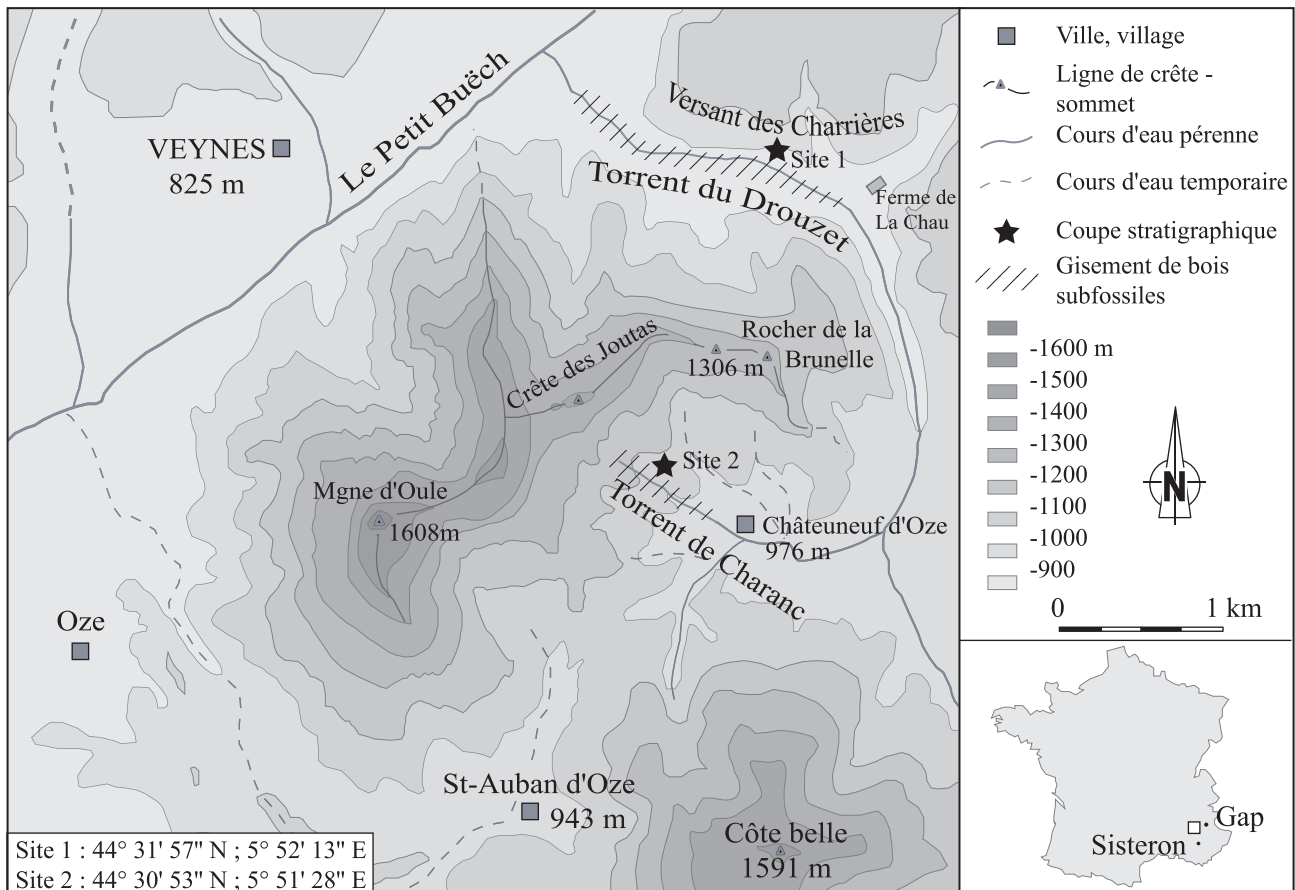 VEYNES
825 m
Le Petit Buëch
Versant des Charrières
Site 1
Torrent du Drouzet
Ferme de
La Chau
Crête des Joutas
Rocher de la
Brunelle
1306 m
Site 2
Mgne d'Oule
1608m
Torrent de Charanc
Châteuneuf d'Oze
976 m
Oze
St-Auban d'Oze
943 m
Côte belle
1591 m
Site 1 : 44° 31' 57" N ; 5° 52' 13" E
Site 2 : 44° 30' 53" N ; 5° 51' 28" E
Ville, village
Ligne de crête -
sommet
Cours d'eau pérenne
Cours d'eau temporaire
Coupe stratigraphique
Gisement de bois
subfossiles
-1600 m
-1500
-1400
-1300
-1200
-1100
-1000
-900
N
0 1 km
Gap
Sisteron